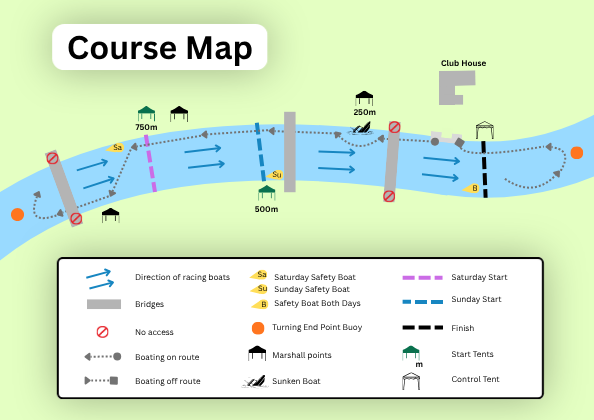 Course Map
Club House
250m
750m
Sa
Su
500m
B
Direction of racing boats
Bridges
No access
Boating on route
Boating off route
Sa Saturday Safety Boat
Su Sunday Safety Boat
B Safety Boat Both Days
Turning End Point Buoy
Marshall points
Sunken Boat
Saturday Start
Sunday Start
Finish
m Start Tents
Control Tent